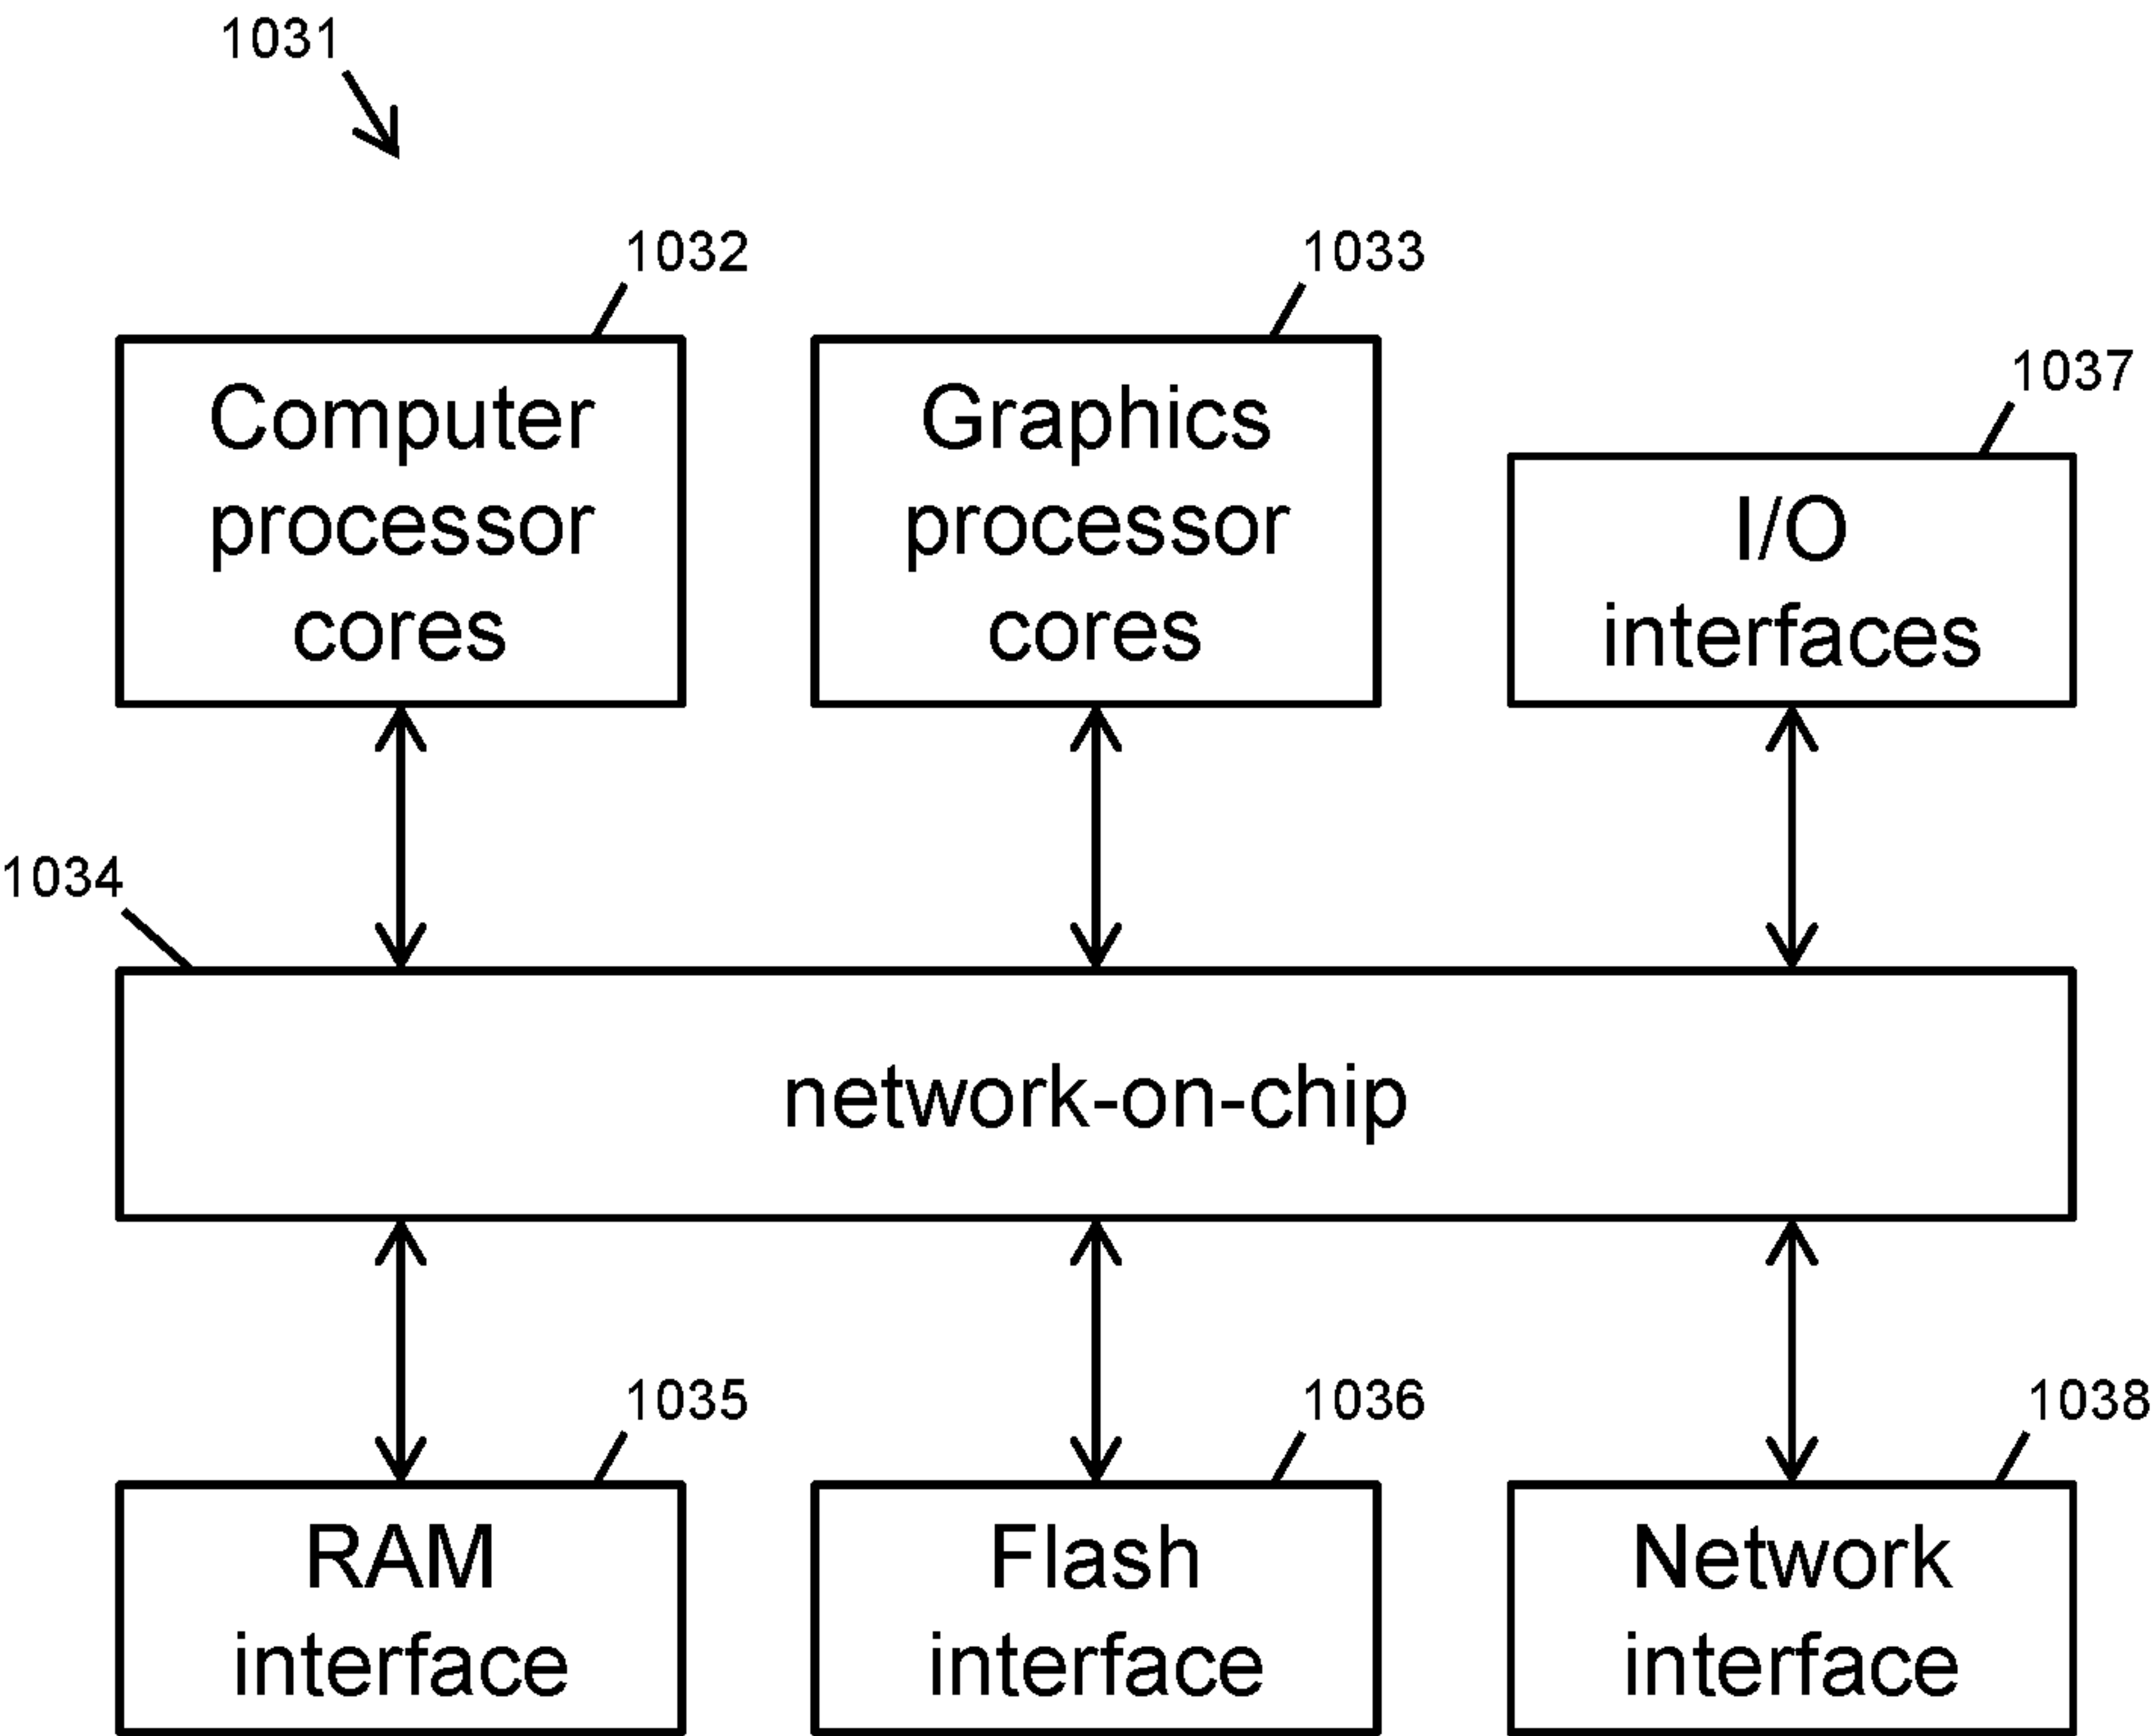 1031
1032
1033
1037
Computer
processor
cores
Graphics
processor
cores
I/O
interfaces
1034
network-on-chip
1035
1036
1038
RAM
interface
Flash
interface
Network
interface